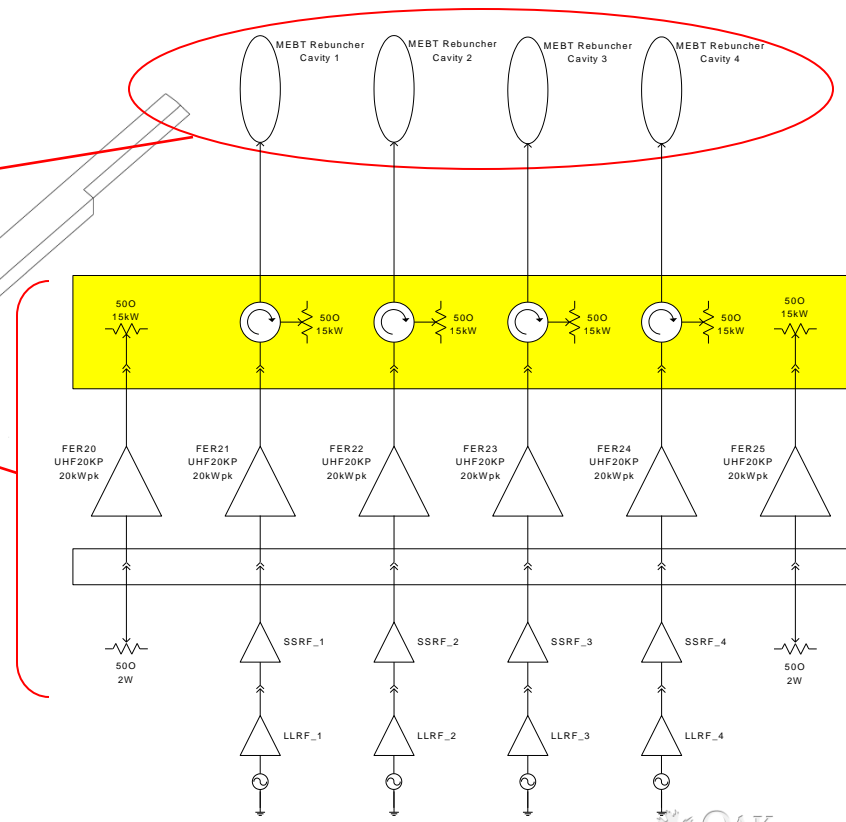 MEBT Rebuncher
Cavity 1
MEBT Rebuncher
Cavity 2
MEBT Rebuncher
Cavity 3
MEBT Rebuncher
Cavity 4
50O
15kW
50O
15kW
50O
15kW
50O
15kW
50O
15kW
50O
15kW
FER20
UHF20KP
20kWpk
FER21
UHF20KP
20kWpk
FER22
UHF20KP
20kWpk
FER23
UHF20KP
20kWpk
FER24
UHF20KP
20kWpk
FER25
UHF20KP
20kWpk
SSRF_1
SSRF_2
SSRF_3
SSRF_4
50O
2W
50O
2W
LLRF_1
LLRF_2
LLRF_3
LLRF_4